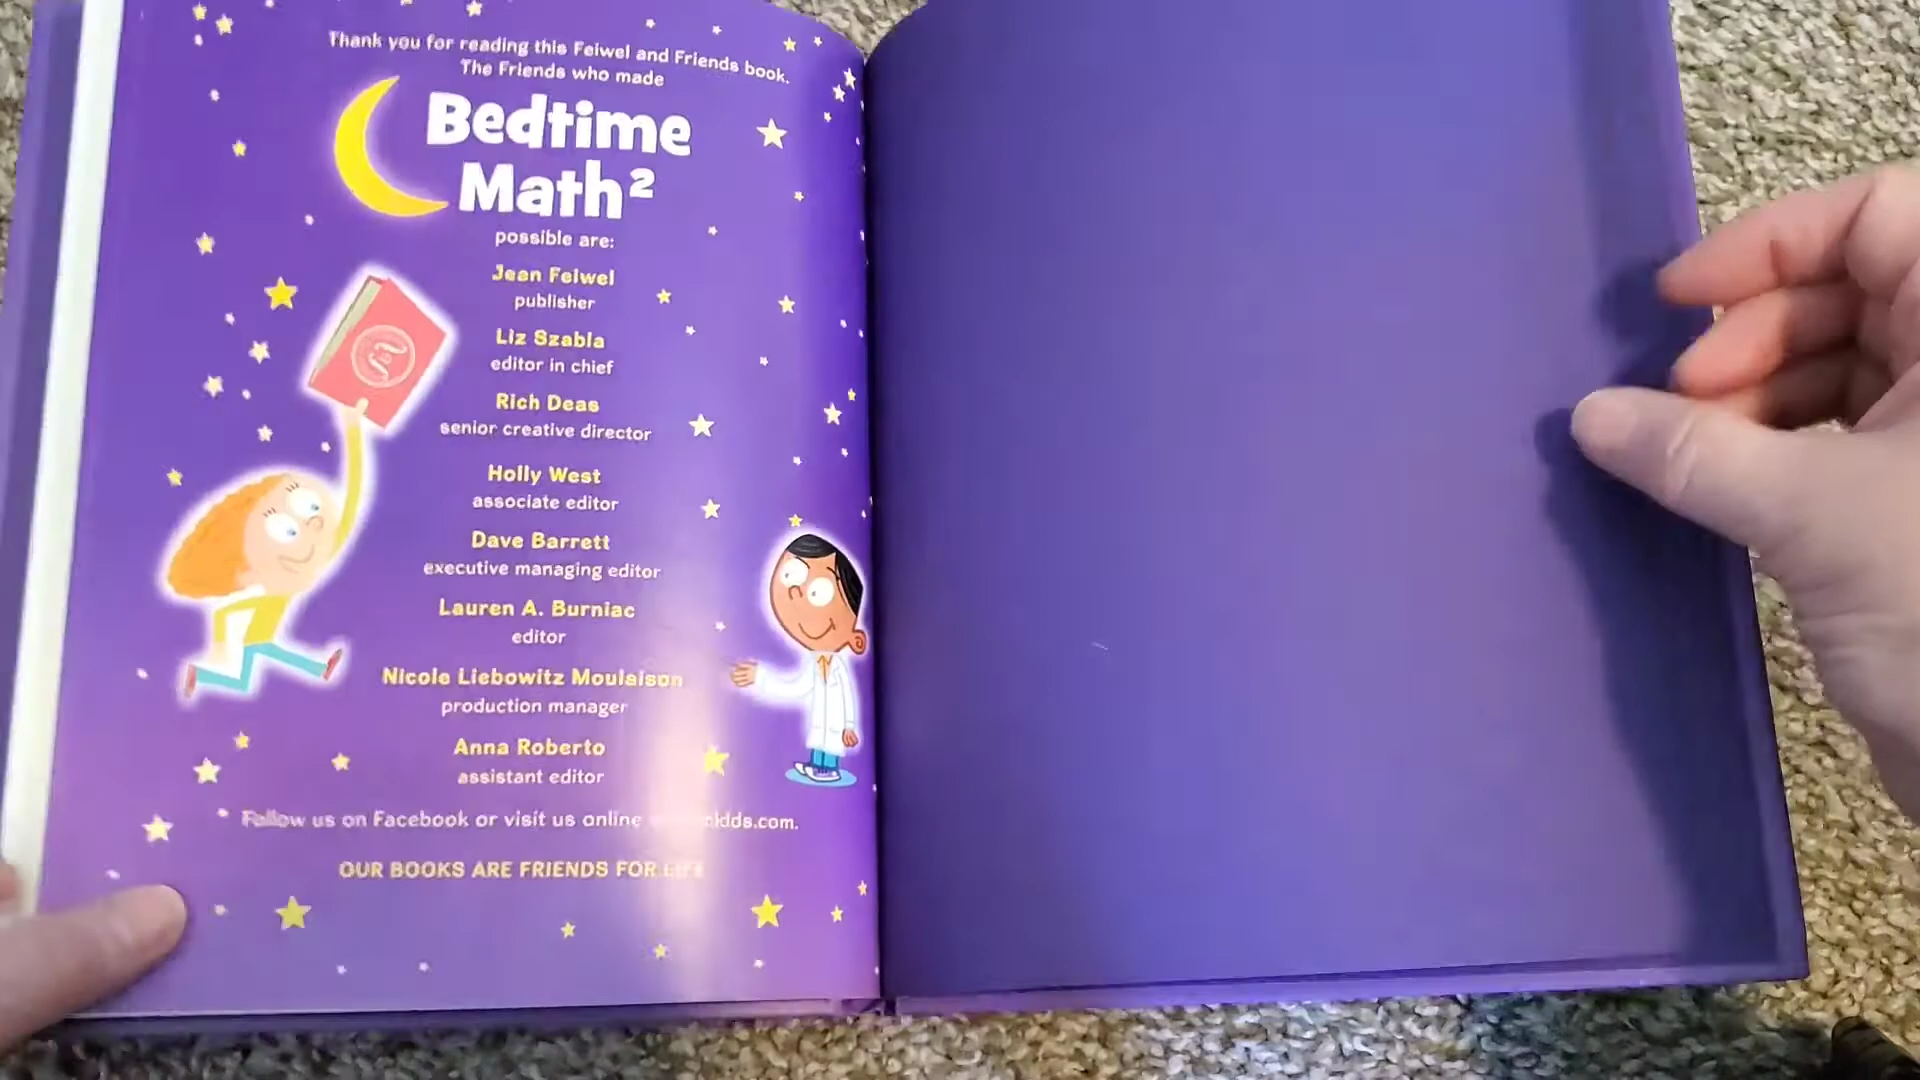 Thank you for reading this Feiwel and Friends book.
The Friends who made
Bedtime
Math²
possible are:
Jean Feiwel
publisher
Liz Szabla
editor in chief
Rich Deas
senior creative director
Holly West
associate editor
Dave Barrett
executive managing editor
Lauren A. Burniac
editor
Nicole Liebowitz Moulaison
production manager
Anna Roberto
assistant editor
Follow us on Facebook or visit us online
OUR BOOKS ARE FRIENDS FOR LIFE